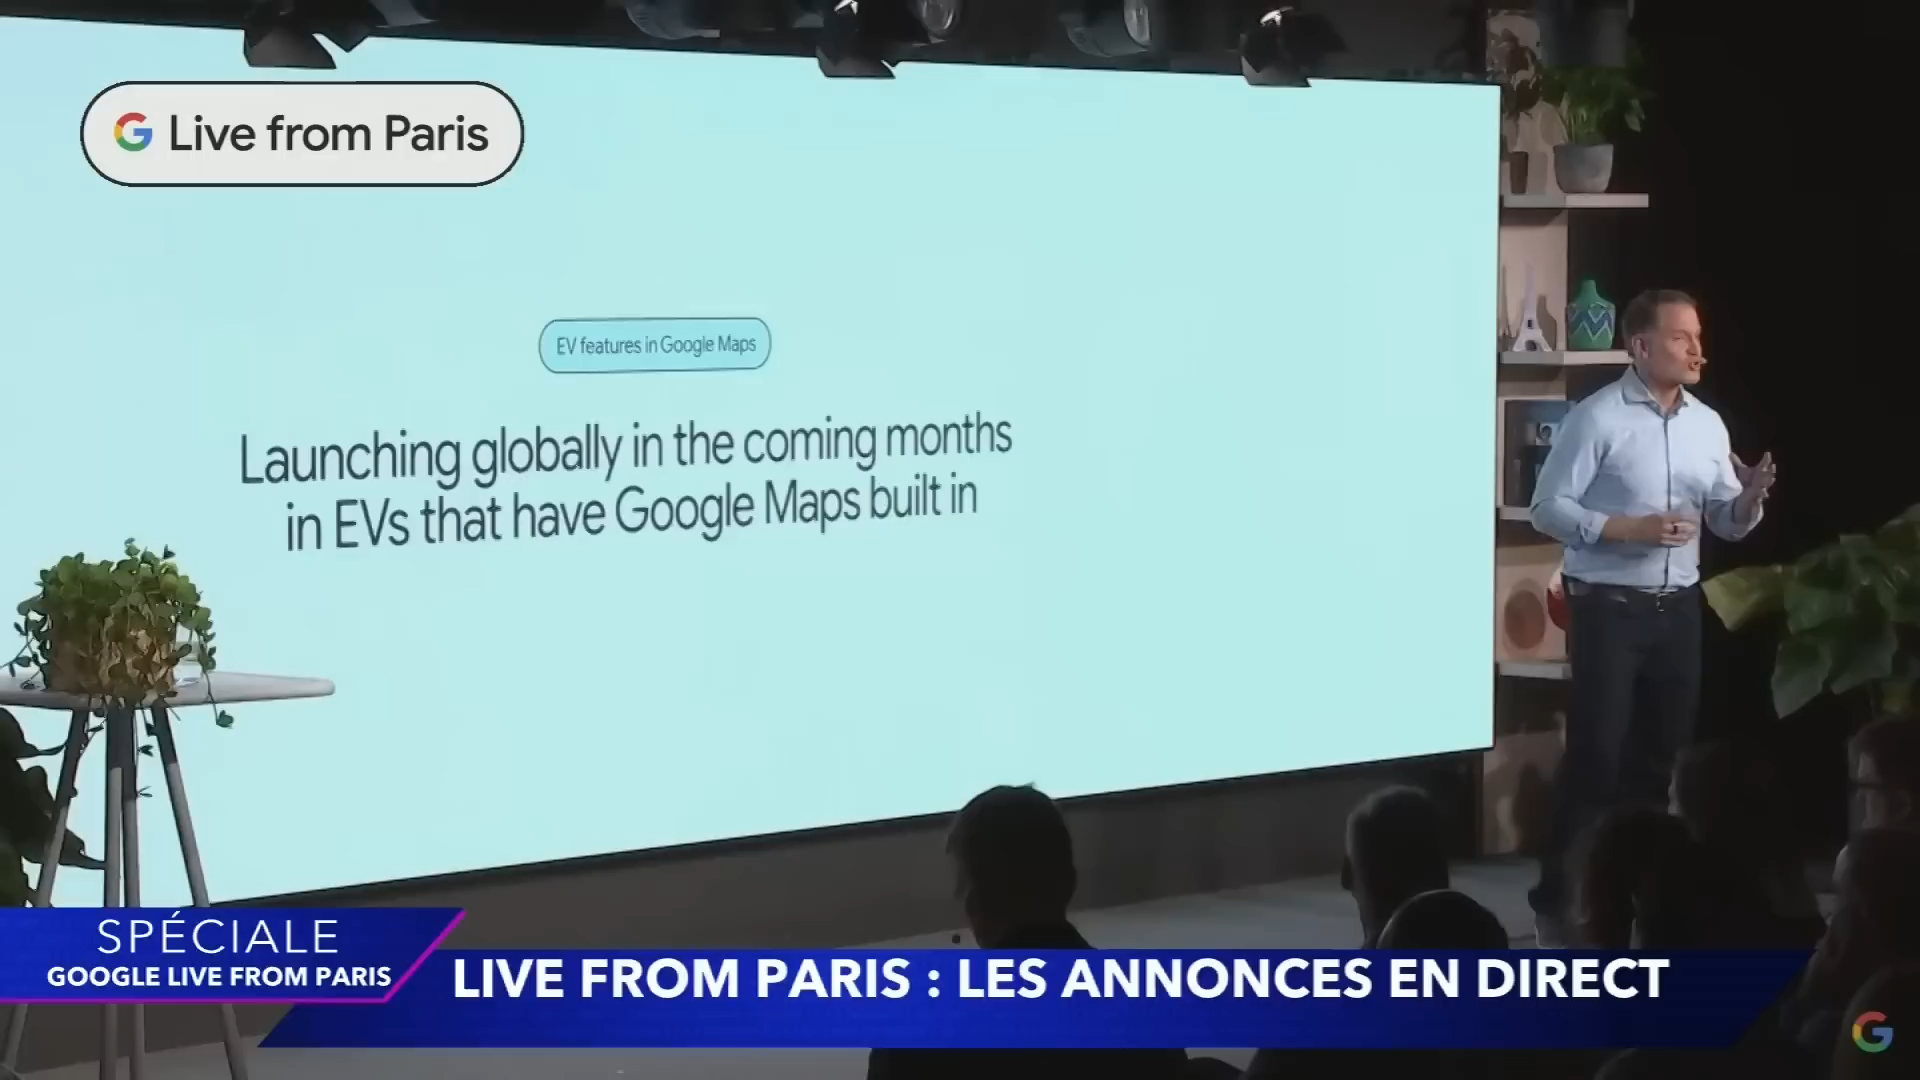 Live from Paris
EV features in Google Maps
Launching globally in the coming months
in EVs that have Google Maps built in
SPÉCIALE
GOOGLE LIVE FROM PARIS
LIVE FROM PARIS : LES ANNONCES EN DIRECT